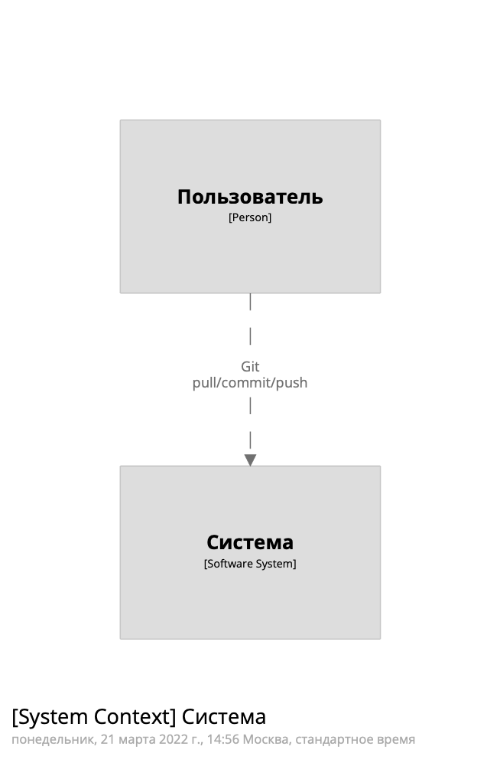 Пользователь
[Person]
Git
pull/commit/push
Система
[Software System]
[System Context] Система
понедельник, 21 марта 2022 г., 14:56 Москва, стандартное время